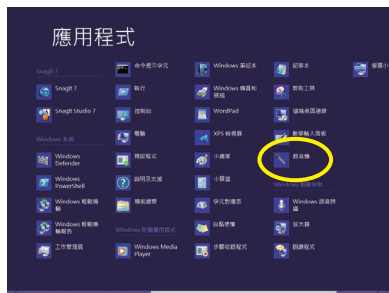 應用程式
SnagIt 7
SnagIt 7
SnagIt Studio 7
Windows 系統
Windows
Defender
Windows
PowerShell
Windows 輕鬆傳
輸
Windows 輕鬆傳
輸報告
工作管理員
命令提示字元
執行
控制台
電腦
預設程式
說明及支援
檔案總管
Windows 附屬應用程式
Windows Media
Player
Windows 筆記本
Windows 傳真和
掃描
WordPad
XPS 檢視器
小畫家
小算盤
字元對應表
自黏便箋
步驟收錄程式
記事本
剪取工具
遠端桌面連線
數學輸入面板
錄音機
Windows 輕鬆存取
Windows 語音辨
識
放大鏡
朗讀程式
螢幕小